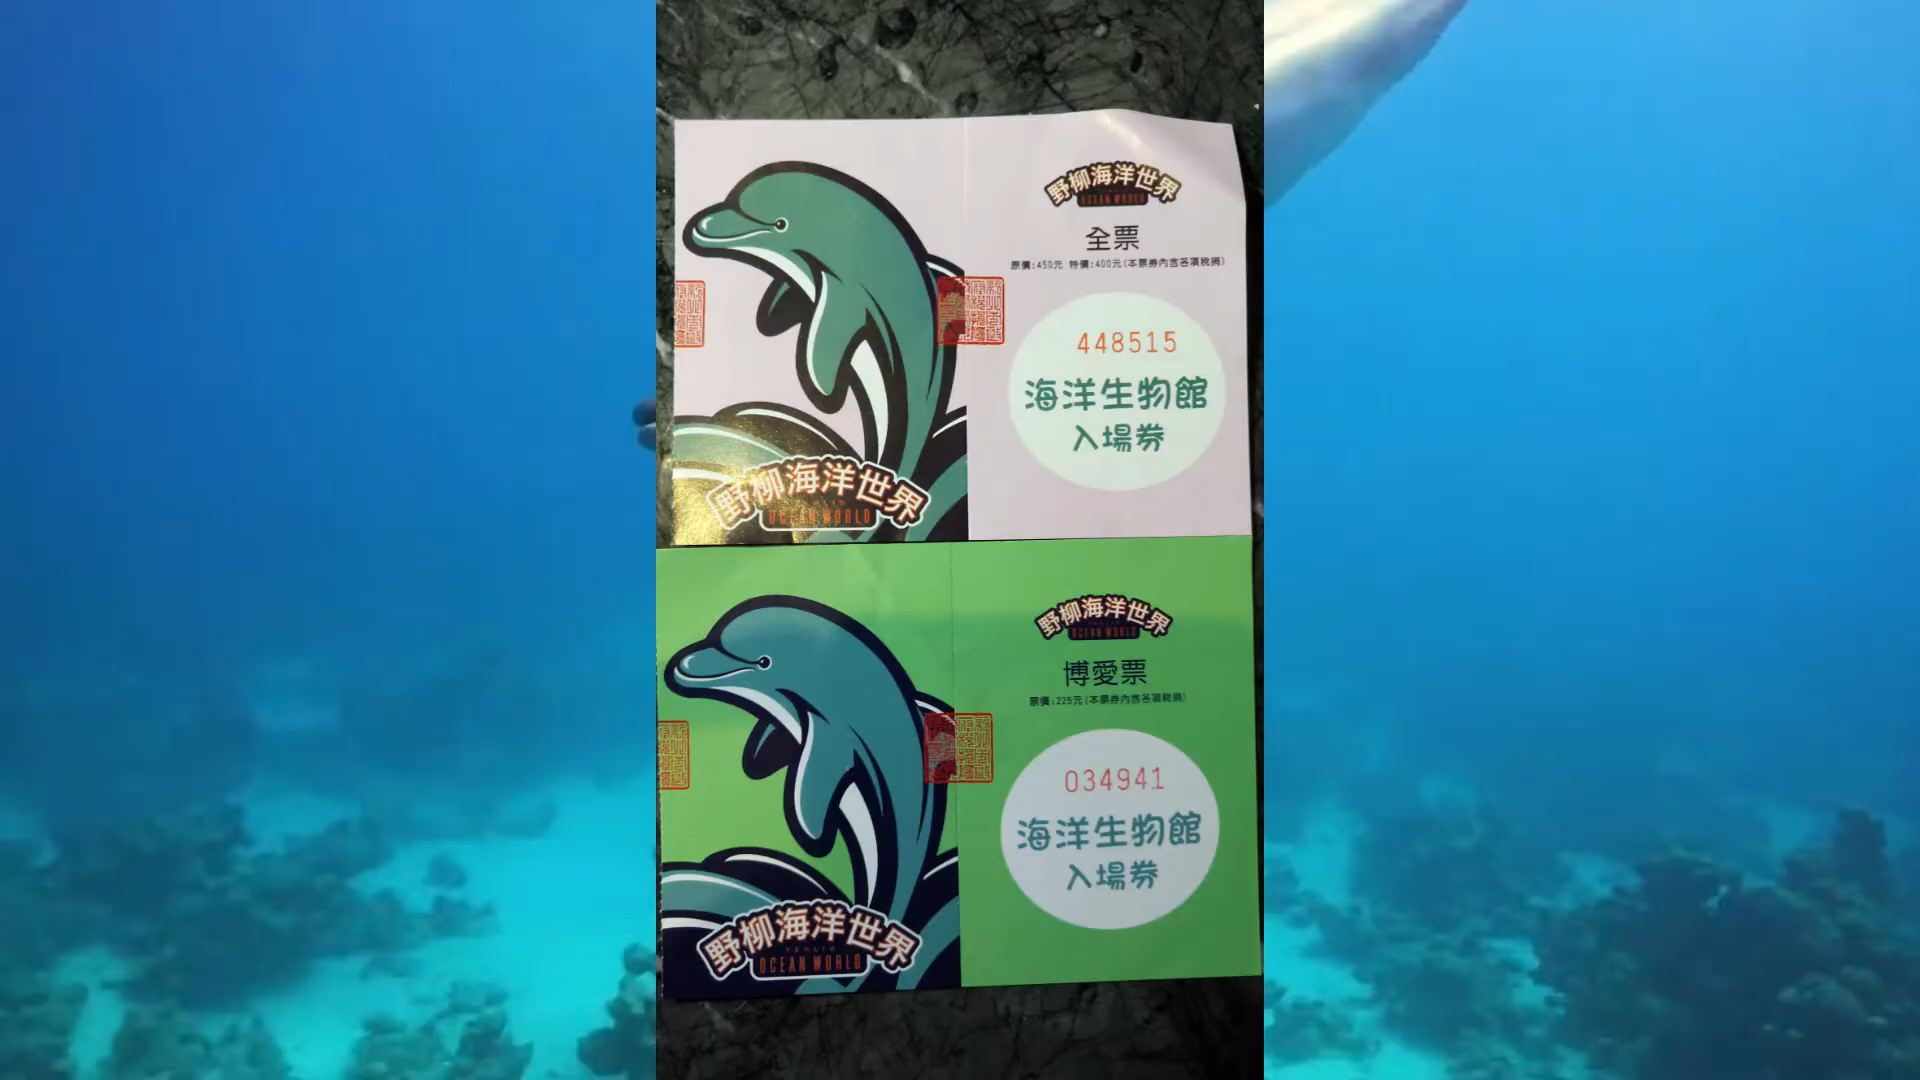 野柳海洋世界
OCEAN WORLD
全票
原價:450元 特價:400元(本票券內含各項稅捐)
448515
海洋生物館
入場券
野柳海洋世界
YEHLIU
OCEAN WORLD
野柳海洋世界
OCEAN WORLD
博愛票
原價:225元(本票券內含各項稅捐)
034941
海洋生物館
入場券
野柳海洋世界
YEHLIU
OCEAN WORLD